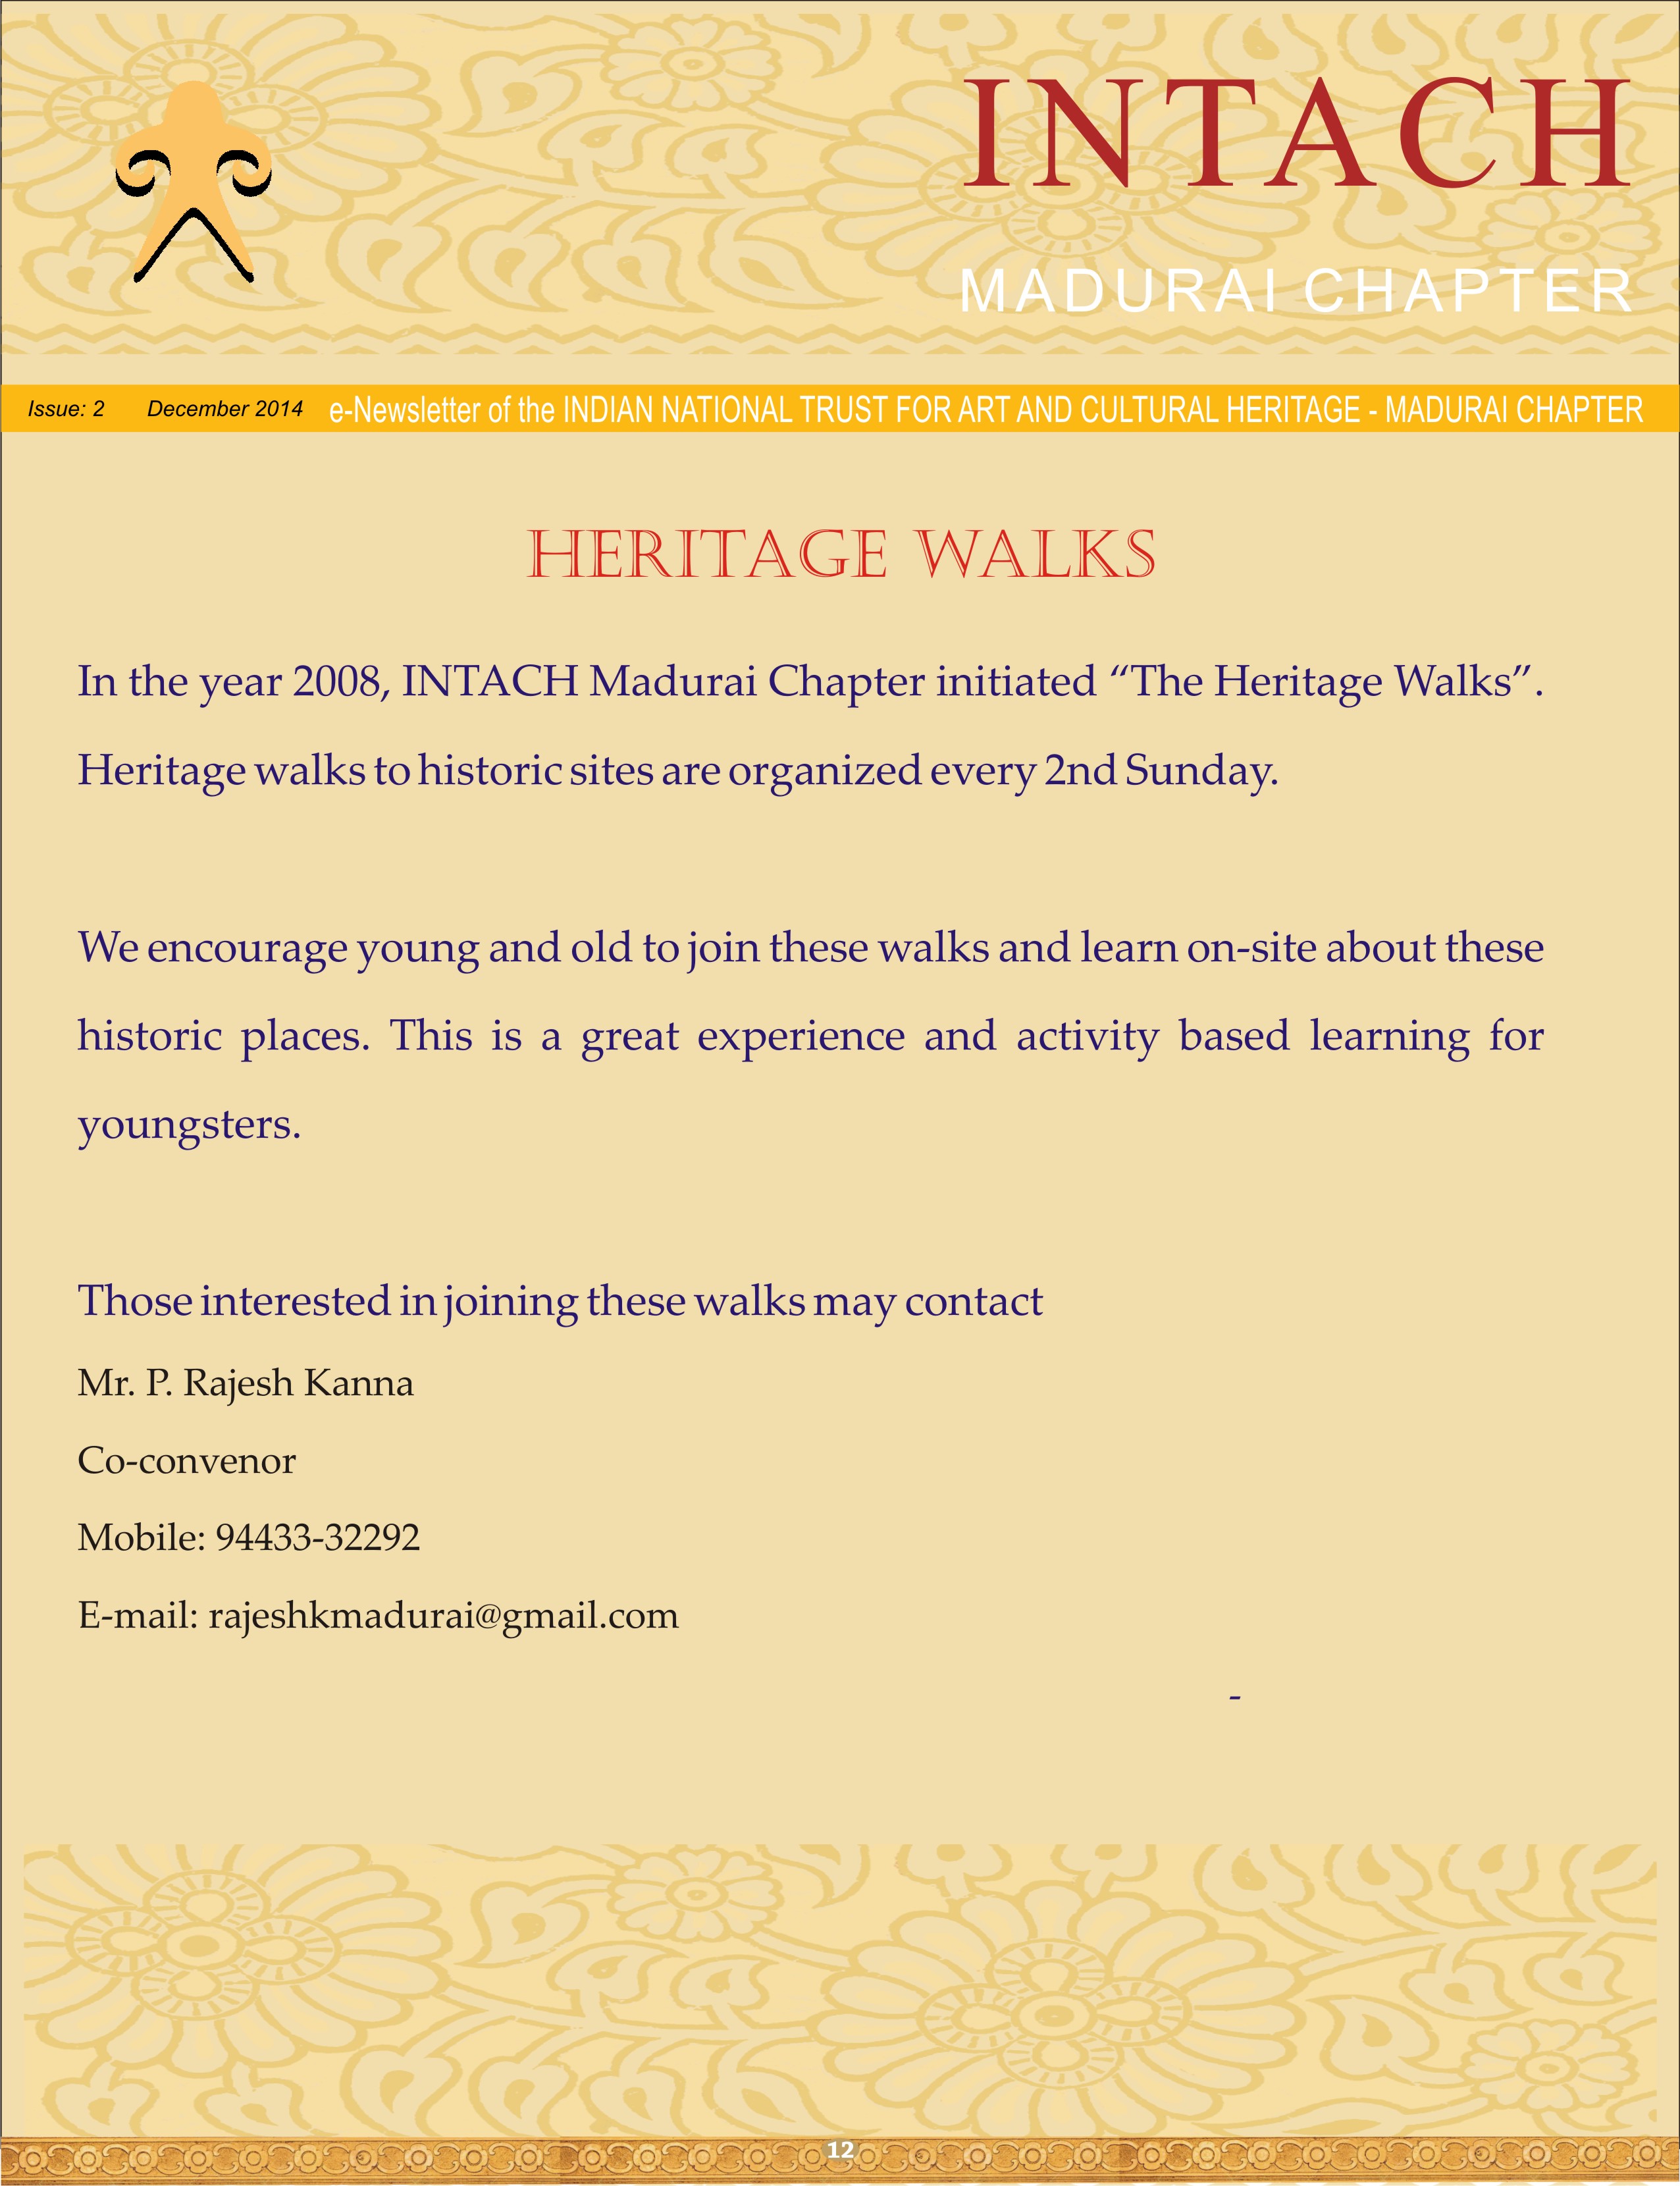 INTACH
MADURAI CHAPTER
Issue: 2 December 2014 e-Newsletter of the INDIAN NATIONAL TRUST FOR ART AND CULTURAL HERITAGE - MADURAI CHAPTER
HERITAGE WALKS
In the year 2008, INTACH Madurai Chapter initiated “The Heritage Walks”.
Heritage walks to historic sites are organized every 2nd Sunday.
We encourage young and old to join these walks and learn on-site about these
historic places. This is a great experience and activity based learning for
youngsters.
Those interested in joining these walks may contact
Mr. P. Rajesh Kanna
Co-convenor
Mobile: 94433-32292
E-mail: rajeshkmadurai@gmail.com
-
12